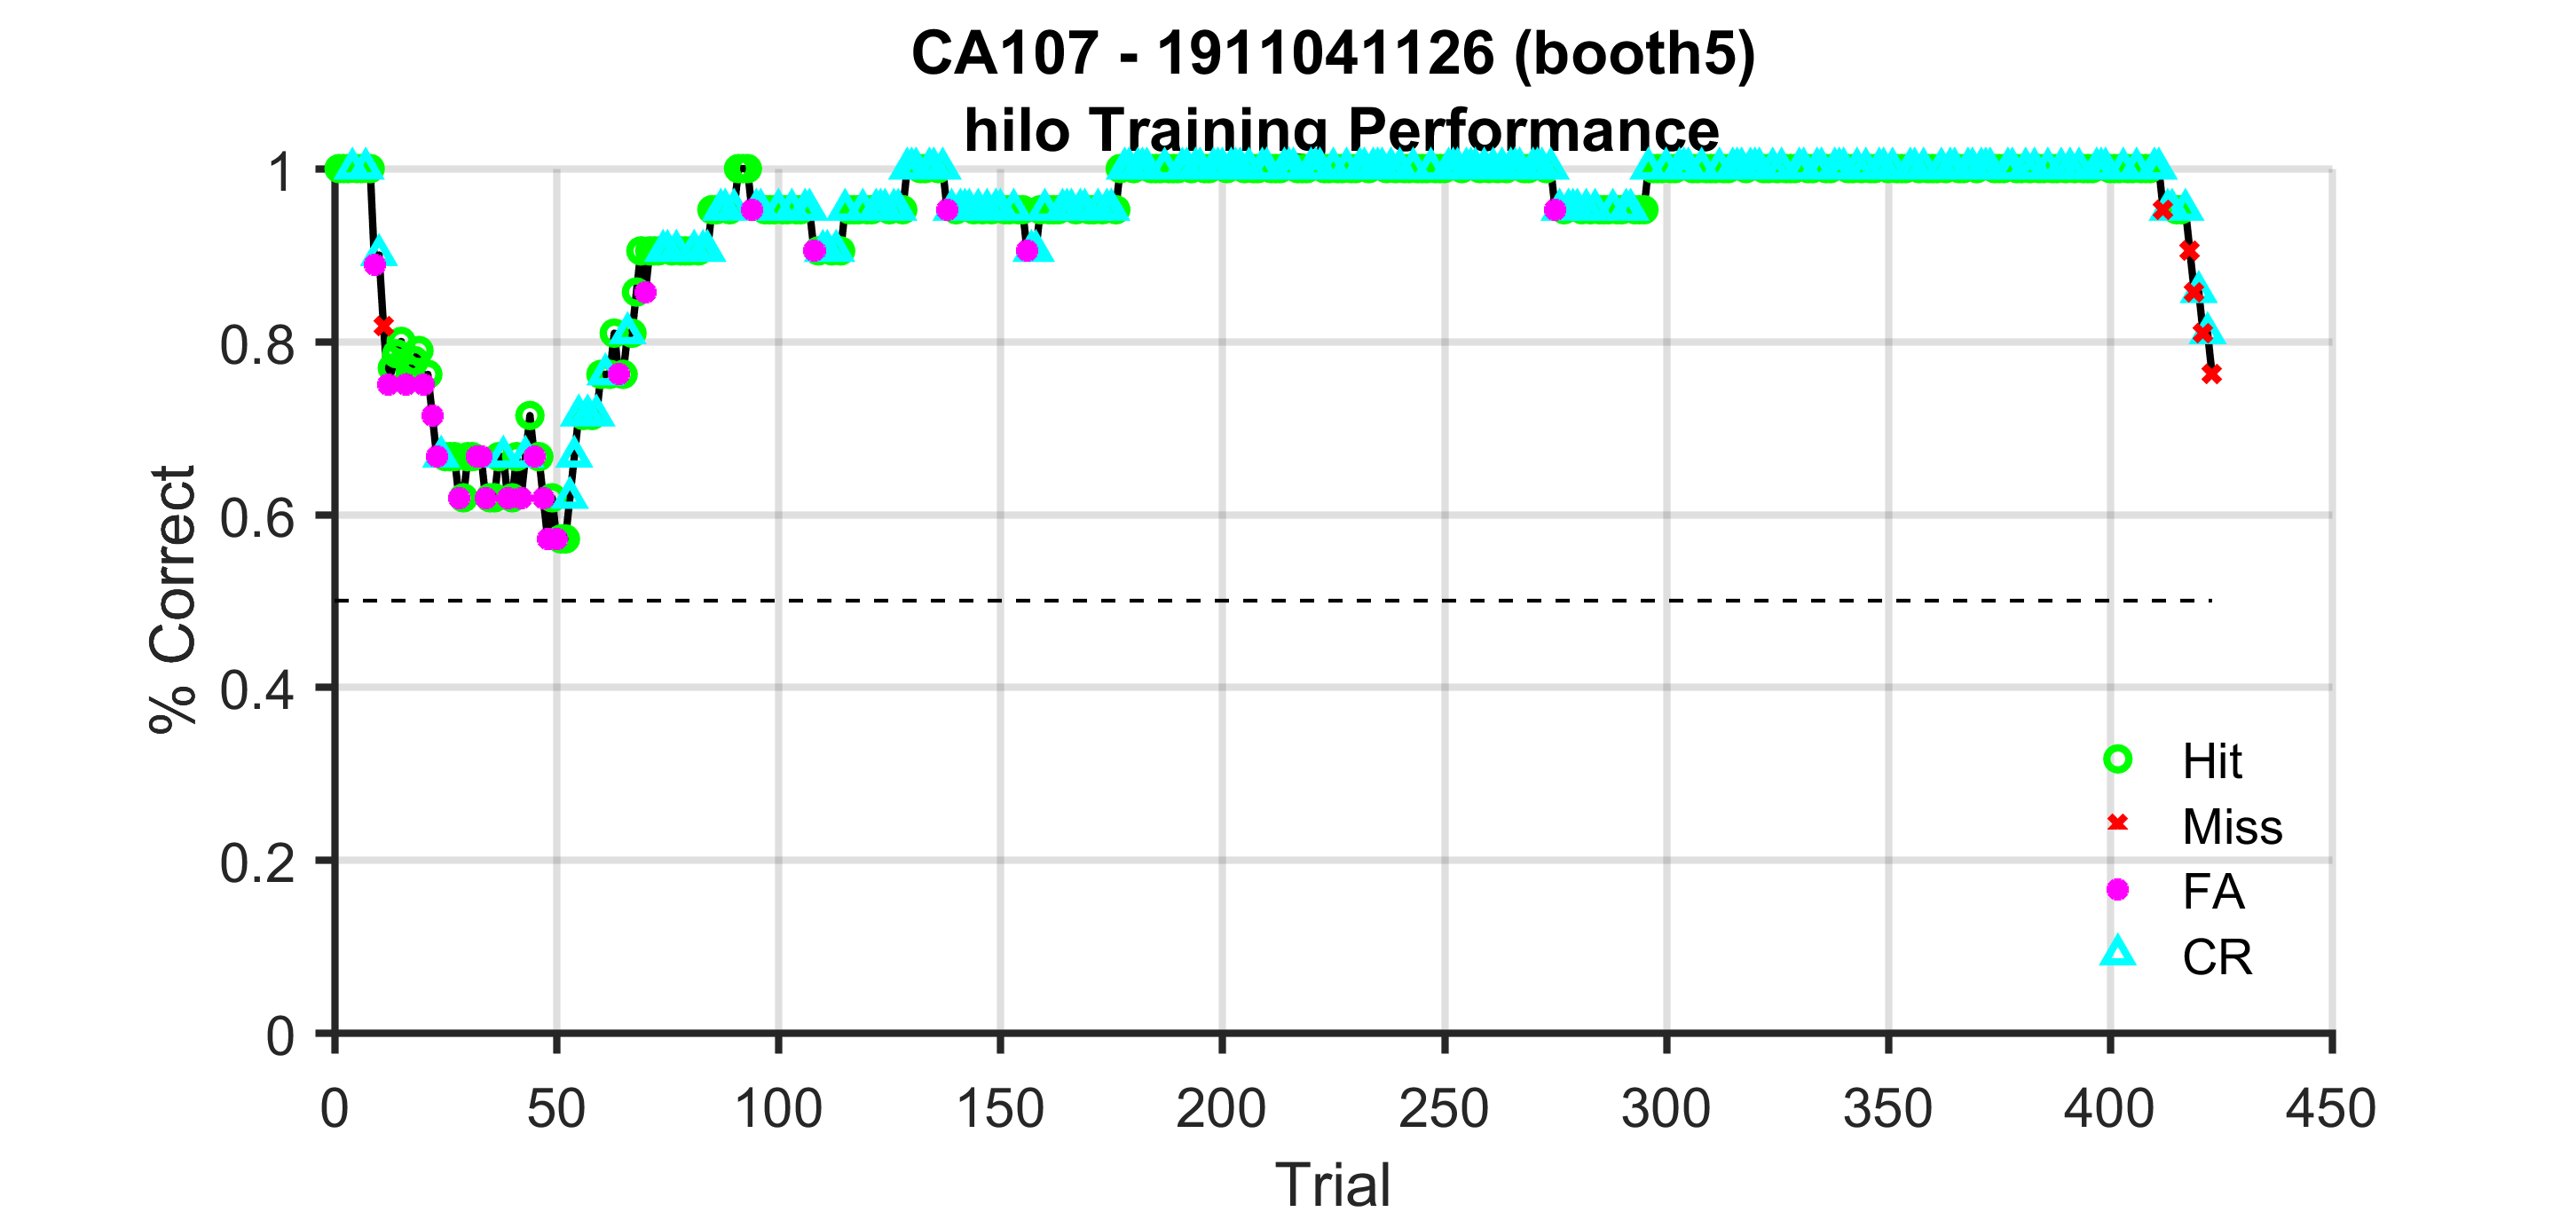 CA107 - 1911041126 (booth5)
hilo Training Performance
% Correct
1
0.8
0.6
0.4
0.2
0
0 50 100 150 200 250 300 350 400 450
Trial
Hit
Miss
FA
CR